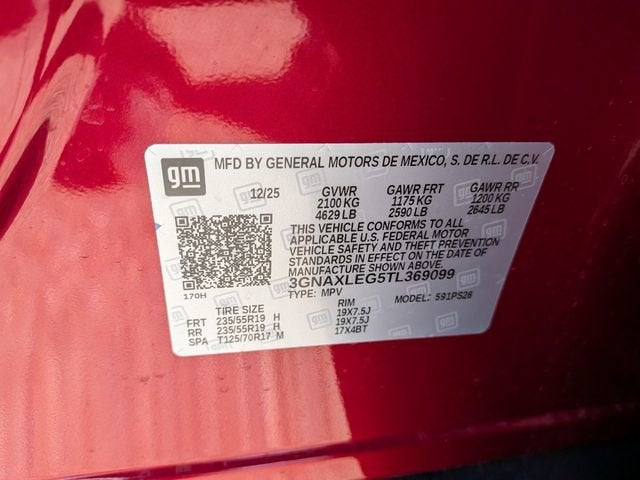 gm MFD BY GENERAL MOTORS DE MEXICO, S. DE R.L. DE C.V.
12/25 GVWR GAWR FRT GAWR RR
2100 KG 1175 KG 1200 KG
4629 LB 2590 LB 2645 LB
THIS VEHICLE CONFORMS TO ALL
APPLICABLE U.S. FEDERAL MOTOR
VEHICLE SAFETY AND THEFT PREVENTION
STANDARDS IN EFFECT ON THE DATE OF
MANUFACTURE SHOWN ABOVE.
3GNAXLEG5TL369099
170H TYPE: MPV MODEL: 591PS26
TIRE SIZE RIM
FRT 235/55R19 H 19X7.5J
RR 235/55R19 H 19X7.5J
SPA T125/70R17 M 17X4BT